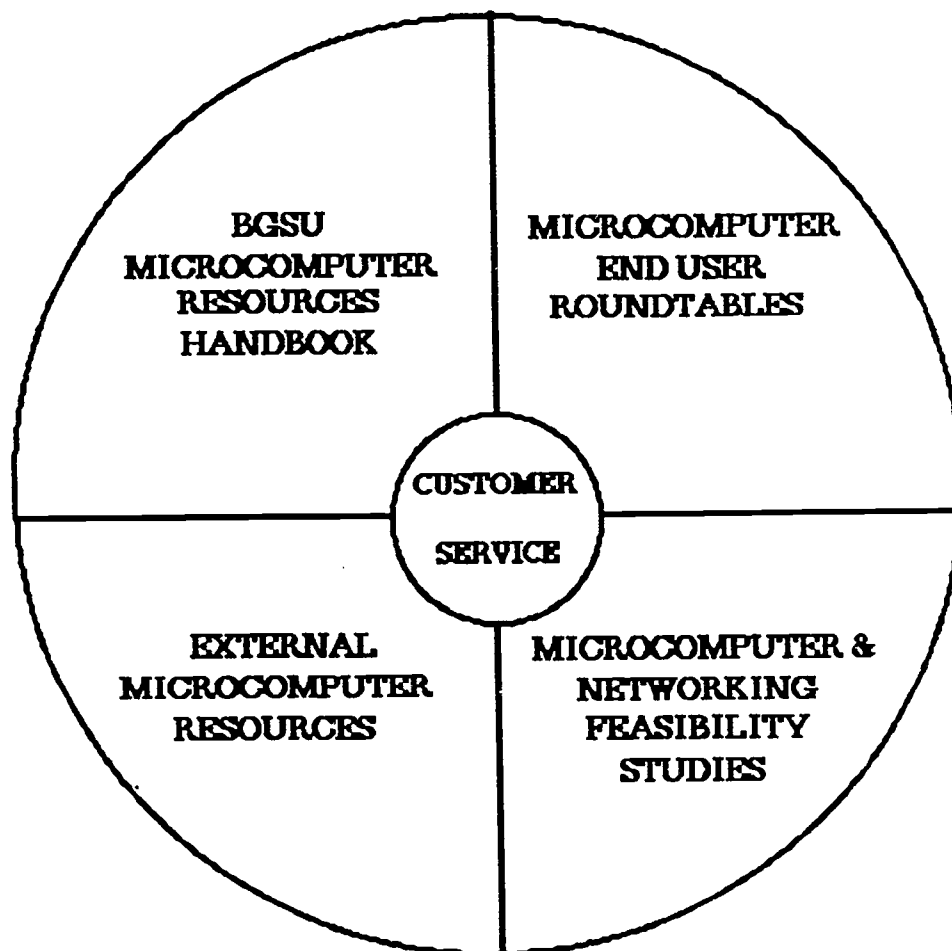 BGSU
MICROCOMPUTER
RESOURCES
HANDBOOK
MICROCOMPUTER
END USER
ROUNDTABLES
CUSTOMER
SERVICE
EXTERNAL
MICROCOMPUTER
RESOURCES
MICROCOMPUTER &
NETWORKING
FEASIBILITY
STUDIES